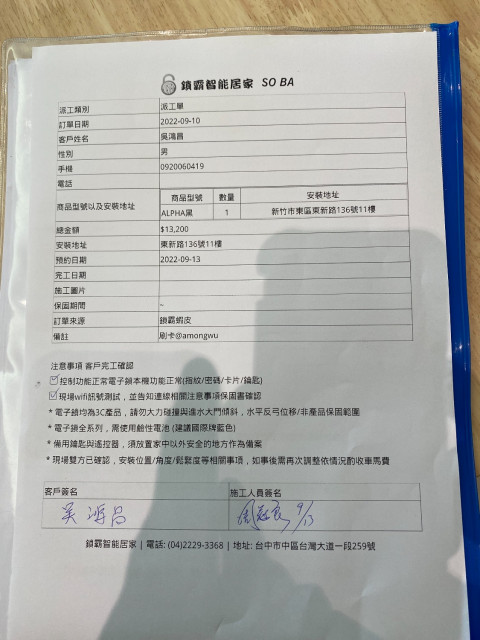 鎖霸智能居家 SO BA
派工類別 派工單
訂單日期 2022-09-10
客戶姓名 吳鴻昌
性別 男
手機 0920060419
電話
商品型號以及安裝地址 商品型號 數量 安裝地址
ALPHA黑 1 新竹市東區東新路136號11樓
總金額 $13,200
安裝地址 東新路136號11樓
預約日期 2022-09-13
完工日期
施工圖片
保固期間 –
訂單來源 鎖霸蝦皮
備註 刷卡@amongwu
注意事項 客戶完工確認
控制功能正常電子鎖本機功能正常(指紋/密碼/卡片/鑰匙)
現場wifi訊號測試，並告知連線相關注意事項保固書確認
* 電子鎖均為3C產品，請勿大力碰撞與進水大門傾斜，水平反弓位移/非產品保固範圍
* 電子鎖全系列，需使用鹼性電池 (建議國際牌藍色)
* 備用鑰匙與遙控器，須放置家中以外安全的地方作為備案
* 現場雙方已確認，安裝位置/角度/鬆緊度等相關事項，如事後需再次調整依情況酌收車馬費
客戶簽名 施工人員簽名
吳鴻昌 9/13
鎖霸智能居家 | 電話: (04)2229-3368 | 地址: 台中市中區台灣大道一段259號